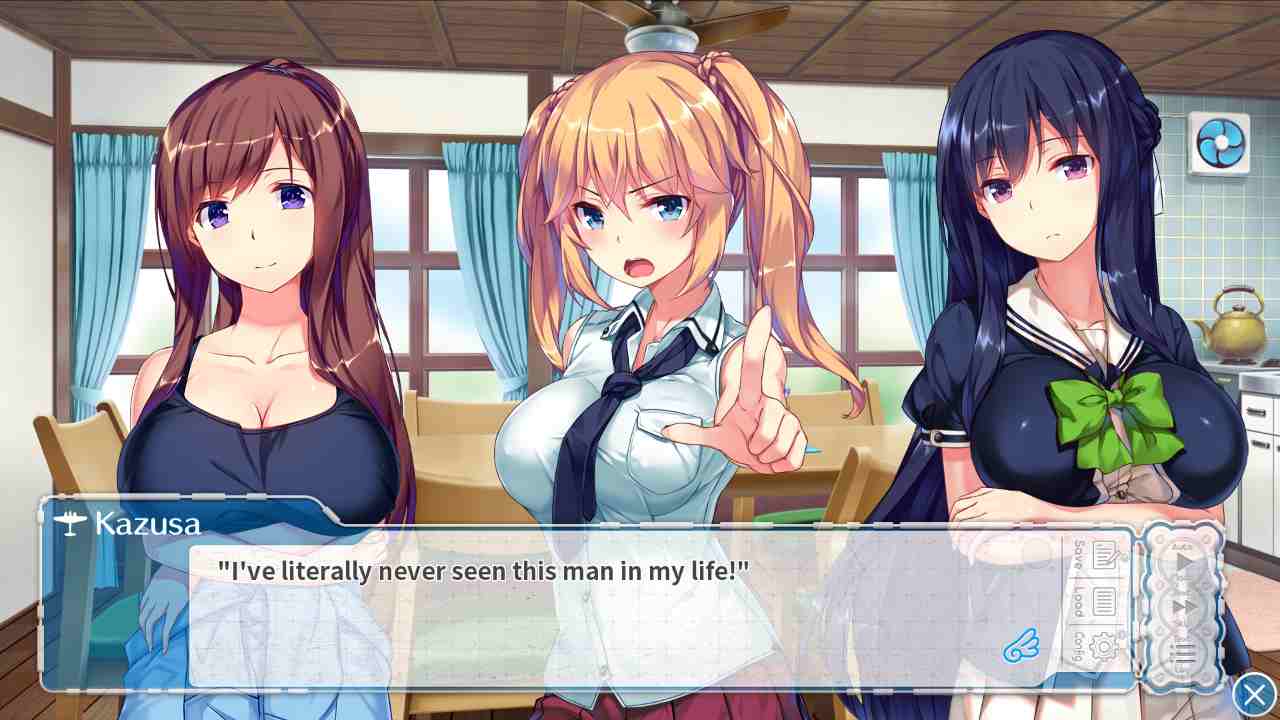 Kazusa
"I've literally never seen this man in my life!"
Save
Load
Config
Auto